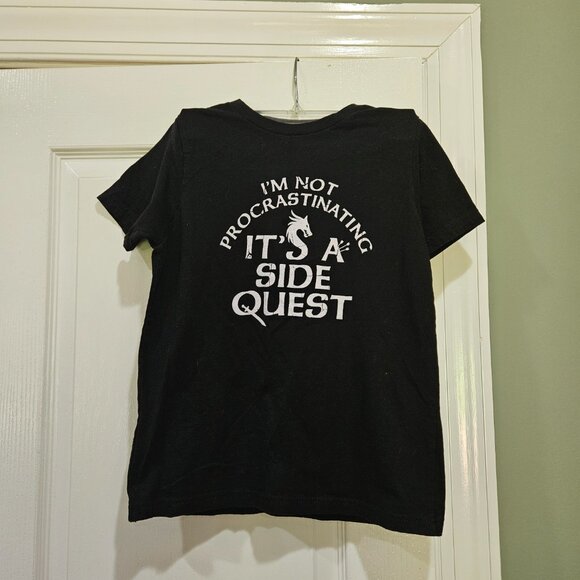 I'M NOT
PROCRASTINATING
IT'S A
SIDE
QUEST